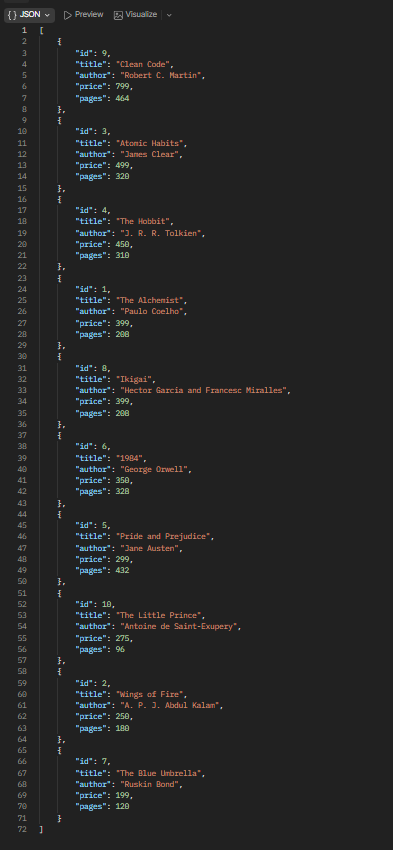 { } JSON Preview Visualize
1 [
2 {
3 "id": 9,
4 "title": "Clean Code",
5 "author": "Robert C. Martin",
6 "price": 799,
7 "pages": 464
8 },
9 {
10 "id": 3,
11 "title": "Atomic Habits",
12 "author": "James Clear",
13 "price": 499,
14 "pages": 320
15 },
16 {
17 "id": 4,
18 "title": "The Hobbit",
19 "author": "J. R. R. Tolkien",
20 "price": 450,
21 "pages": 310
22 },
23 {
24 "id": 1,
25 "title": "The Alchemist",
26 "author": "Paulo Coelho",
27 "price": 399,
28 "pages": 208
29 },
30 {
31 "id": 8,
32 "title": "Ikigai",
33 "author": "Hector Garcia and Francesc Miralles",
34 "price": 399,
35 "pages": 208
36 },
37 {
38 "id": 6,
39 "title": "1984",
40 "author": "George Orwell",
41 "price": 350,
42 "pages": 328
43 },
44 {
45 "id": 5,
46 "title": "Pride and Prejudice",
47 "author": "Jane Austen",
48 "price": 299,
49 "pages": 432
50 },
51 {
52 "id": 10,
53 "title": "The Little Prince",
54 "author": "Antoine de Saint-Exupery",
55 "price": 275,
56 "pages": 96
57 },
58 {
59 "id": 2,
60 "title": "Wings of Fire",
61 "author": "A. P. J. Abdul Kalam",
62 "price": 250,
63 "pages": 180
64 },
65 {
66 "id": 7,
67 "title": "The Blue Umbrella",
68 "author": "Ruskin Bond",
69 "price": 199,
70 "pages": 120
71 }
72 ]